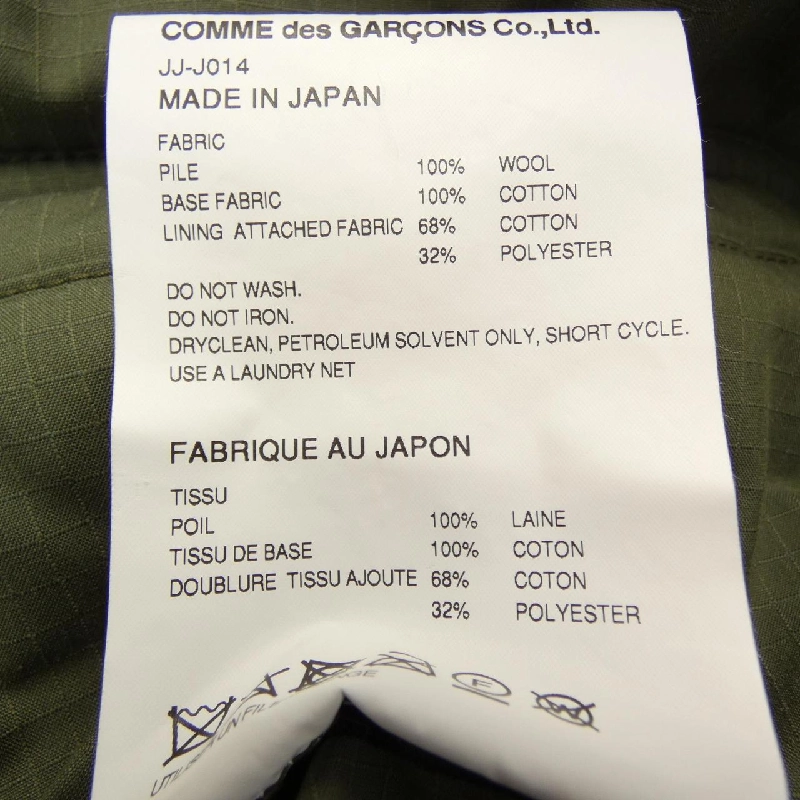 COMME des GARÇONS Co.,Ltd.
JJ-J014
MADE IN JAPAN
FABRIC
PILE 100% WOOL
BASE FABRIC 100% COTTON
LINING ATTACHED FABRIC 68% COTTON
32% POLYESTER
DO NOT WASH.
DO NOT IRON.
DRYCLEAN, PETROLEUM SOLVENT ONLY, SHORT CYCLE.
USE A LAUNDRY NET
FABRIQUE AU JAPON
TISSU
POIL 100% LAINE
TISSU DE BASE 100% COTON
DOUBLURE TISSU AJOUTE 68% COTON
32% POLYESTER
F
W